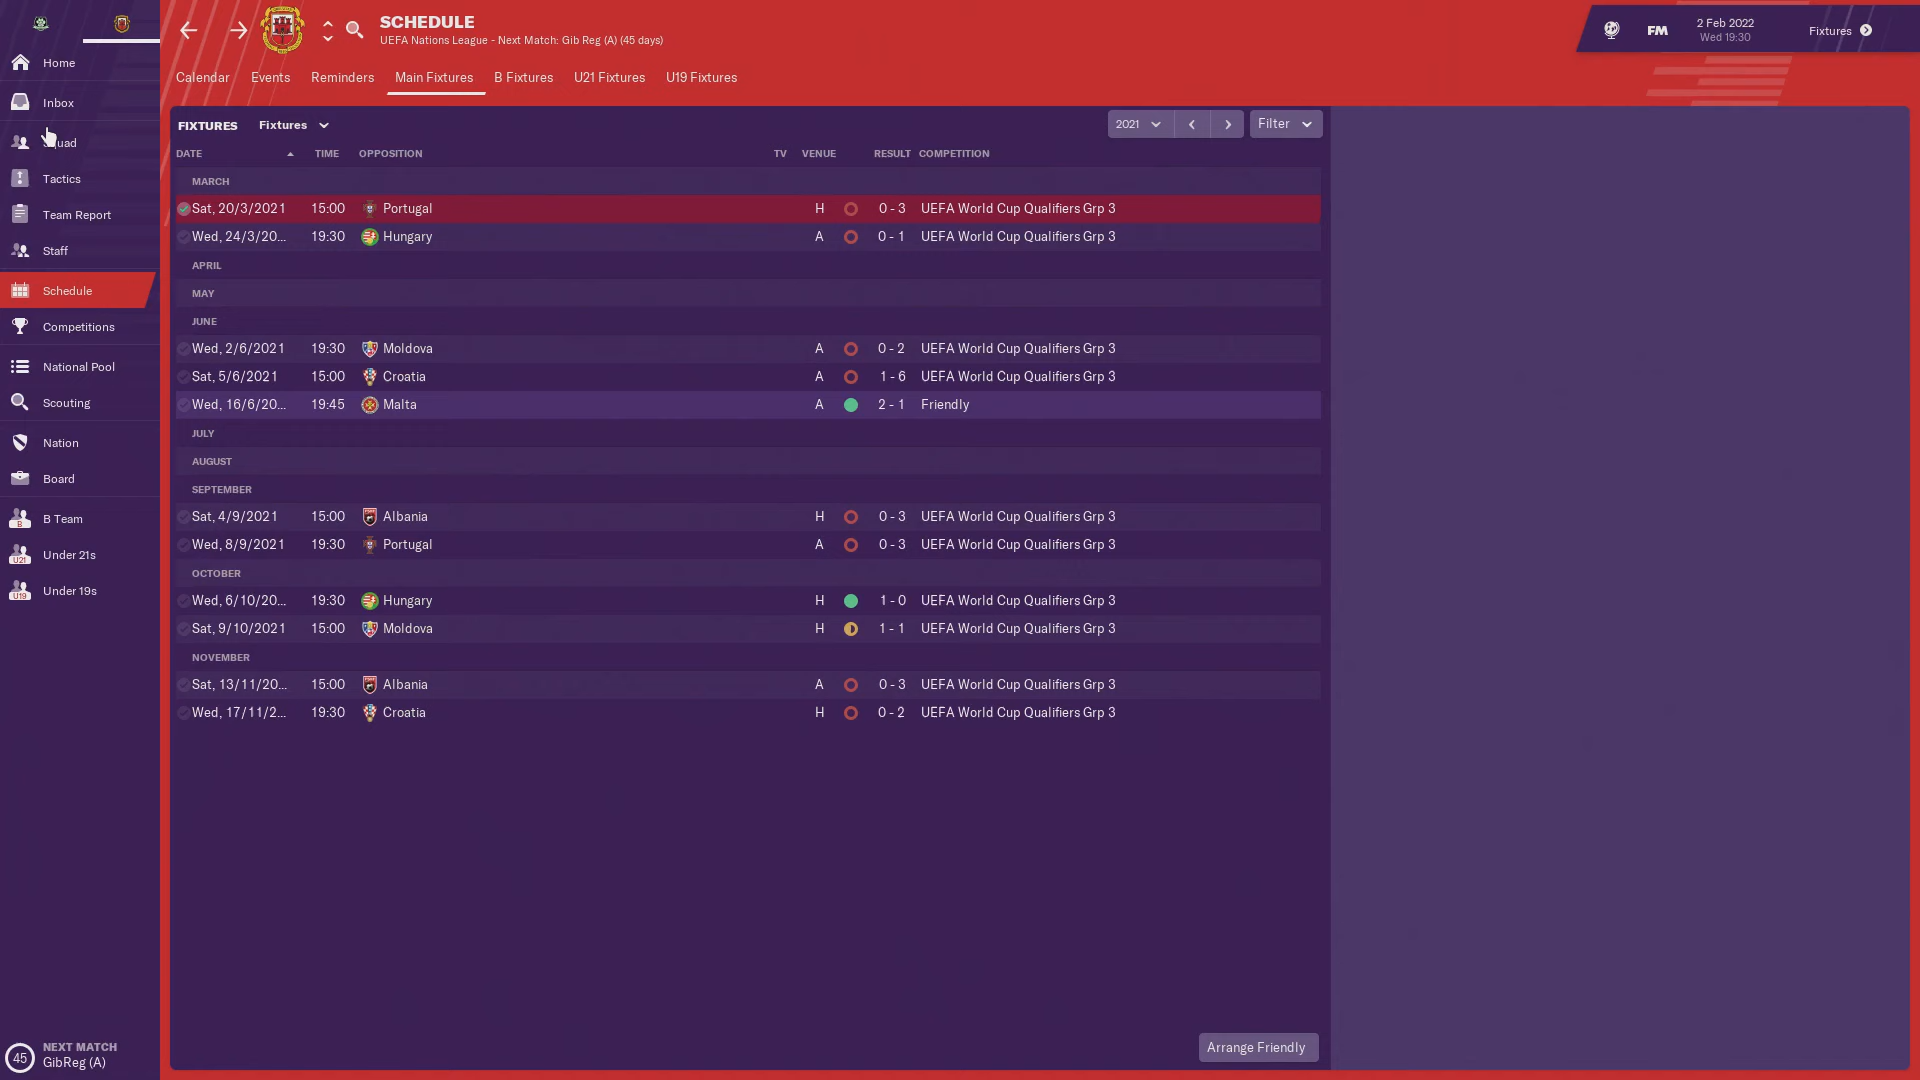 SCHEDULE
UEFA Nations League - Next Match: Gib Reg (A) (45 days)
FM
2 Feb 2022
Wed 19:30
Fixtures
Home
Inbox
Tactics
Team Report
Staff
Schedule
Competitions
National Pool
Scouting
Nation
Board
B Team
Under 21s
Under 19s
B
U21
U19
Calendar Events Reminders Main Fixtures B Fixtures U21 Fixtures U19 Fixtures
FIXTURES Fixtures 2021 Filter
DATE TIME OPPOSITION TV VENUE RESULT COMPETITION
MARCH
Sat, 20/3/2021 15:00 Portugal H 0 - 3 UEFA World Cup Qualifiers Grp 3
Wed, 24/3/20... 19:30 Hungary A 0 - 1 UEFA World Cup Qualifiers Grp 3
APRIL
MAY
JUNE
Wed, 2/6/2021 19:30 Moldova A 0 - 2 UEFA World Cup Qualifiers Grp 3
Sat, 5/6/2021 15:00 Croatia A 1 - 6 UEFA World Cup Qualifiers Grp 3
Wed, 16/6/20... 19:45 Malta A 2 - 1 Friendly
JULY
AUGUST
SEPTEMBER
Sat, 4/9/2021 15:00 Albania H 0 - 3 UEFA World Cup Qualifiers Grp 3
Wed, 8/9/2021 19:30 Portugal A 0 - 3 UEFA World Cup Qualifiers Grp 3
OCTOBER
Wed, 6/10/20... 19:30 Hungary H 1 - 0 UEFA World Cup Qualifiers Grp 3
Sat, 9/10/2021 15:00 Moldova H 1 - 1 UEFA World Cup Qualifiers Grp 3
NOVEMBER
Sat, 13/11/20... 15:00 Albania A 0 - 3 UEFA World Cup Qualifiers Grp 3
Wed, 17/11/2... 19:30 Croatia H 0 - 2 UEFA World Cup Qualifiers Grp 3
Arrange Friendly
45
NEXT MATCH
GibReg (A)